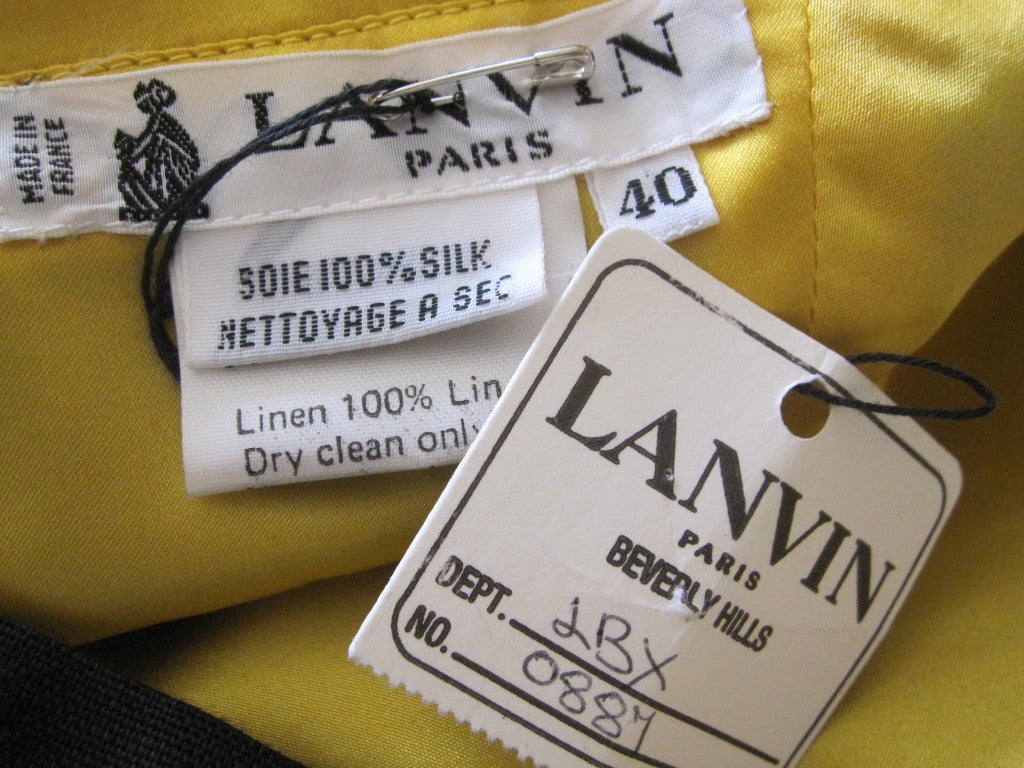 MADE IN
FRANCE
LANVIN
PARIS
40
SOIE 100% SILK
NETTOYAGE A SEC
Linen 100% Lin
Dry clean only
LANVIN
PARIS
BEVERLY HILLS
DEPT. LBX
NO. 0887